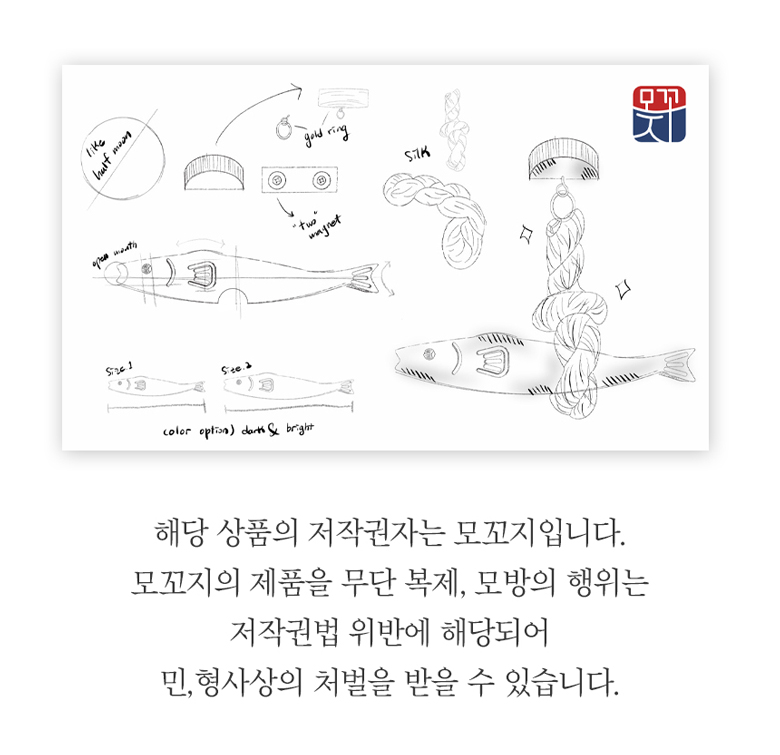 모꼬지
like
half moon
gold ring
"two"
magnet
silk
open mouth
Size.1
Size.2
color option) dark & bright
해당 상품의 저작권자는 모꼬지입니다.
모꼬지의 제품을 무단 복제, 모방의 행위는
저작권법 위반에 해당되어
민,형사상의 처벌을 받을 수 있습니다.